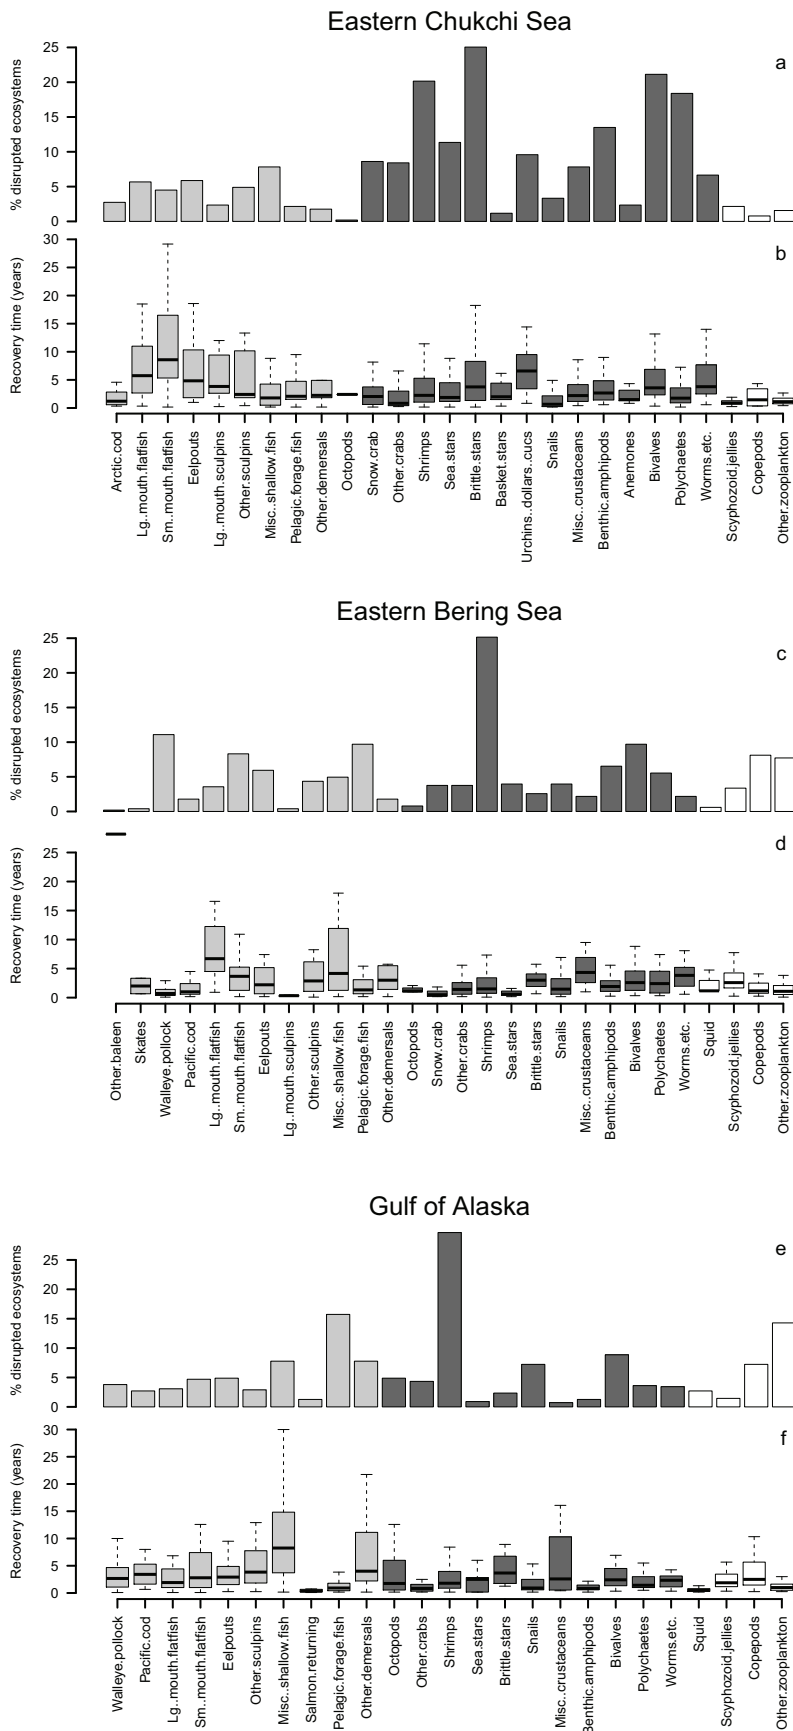 Eastern Chukchi Sea
a
% disrupted ecosystems
25
20
15
10
5
0
b
Recovery time (years)
30
25
20
15
10
5
0
Arctic.cod
Lg..mouth.flatfish
Sm..mouth.flatfish
Eelpouts
Lg..mouth.sculpins
Other.sculpins
Misc..shallow.fish
Pelagic.forage.fish
Other.demersals
Octopods
Snow.crab
Other.crabs
Shrimps
Sea.stars
Brittle.stars
Basket.stars
Urchins..dollars..cucs
Snails
Misc..crustaceans
Benthic.amphipods
Anemones
Bivalves
Polychaetes
Worms.etc.
Scyphozoid.jellies
Copepods
Other.zooplankton
Eastern Bering Sea
c
% disrupted ecosystems
25
20
15
10
5
0
d
Recovery time (years)
25
20
15
10
5
0
Other.baleen
Skates
Walleye.pollock
Pacific.cod
Lg..mouth.flatfish
Sm..mouth.flatfish
Eelpouts
Lg..mouth.sculpins
Other.sculpins
Misc..shallow.fish
Pelagic.forage.fish
Other.demersals
Octopods
Snow.crab
Other.crabs
Shrimps
Sea.stars
Brittle.stars
Snails
Misc..crustaceans
Benthic.amphipods
Bivalves
Polychaetes
Worms.etc.
Squid
Scyphozoid.jellies
Copepods
Other.zooplankton
Gulf of Alaska
e
% disrupted ecosystems
25
20
15
10
5
0
f
Recovery time (years)
30
25
20
15
10
5
0
Walleye.pollock
Pacific.cod
Lg..mouth.flatfish
Sm..mouth.flatfish
Eelpouts
Other.sculpins
Misc..shallow.fish
Salmon.returning
Pelagic.forage.fish
Other.demersals
Octopods
Other.crabs
Shrimps
Sea.stars
Brittle.stars
Snails
Misc..crustaceans
Benthic.amphipods
Bivalves
Polychaetes
Worms.etc.
Squid
Scyphozoid.jellies
Copepods
Other.zooplankton